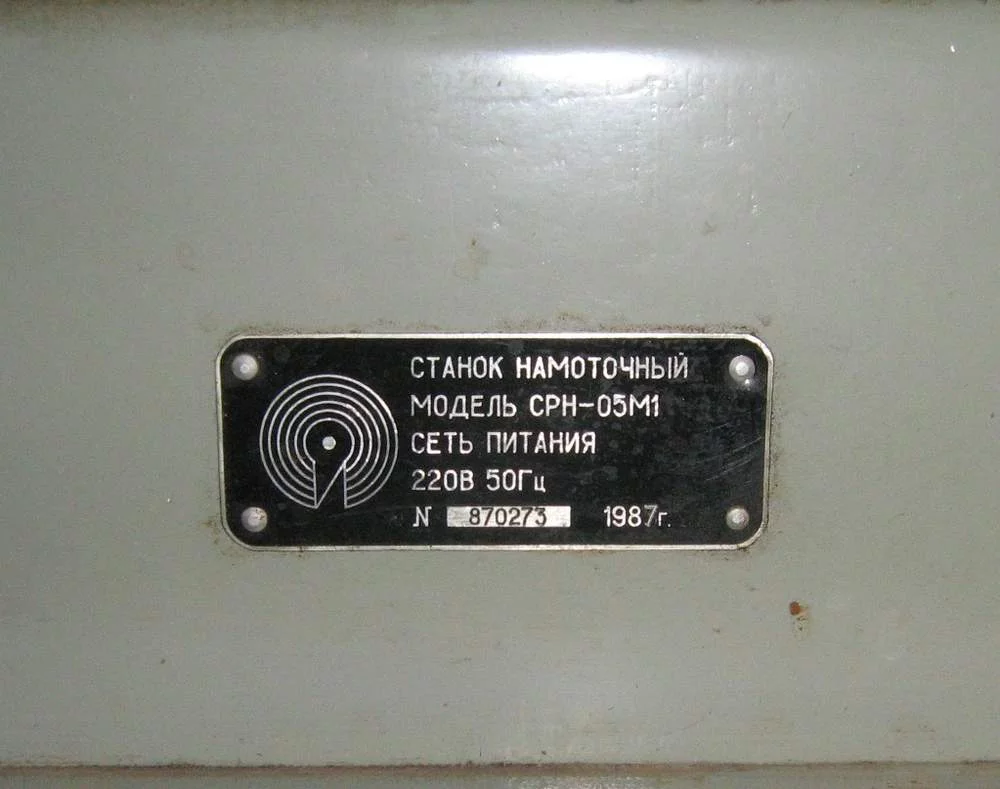 СТАНОК НАМОТОЧНЫЙ
МОДЕЛЬ СРН-05М1
СЕТЬ ПИТАНИЯ
220В 50Гц
N 870273 1987г.